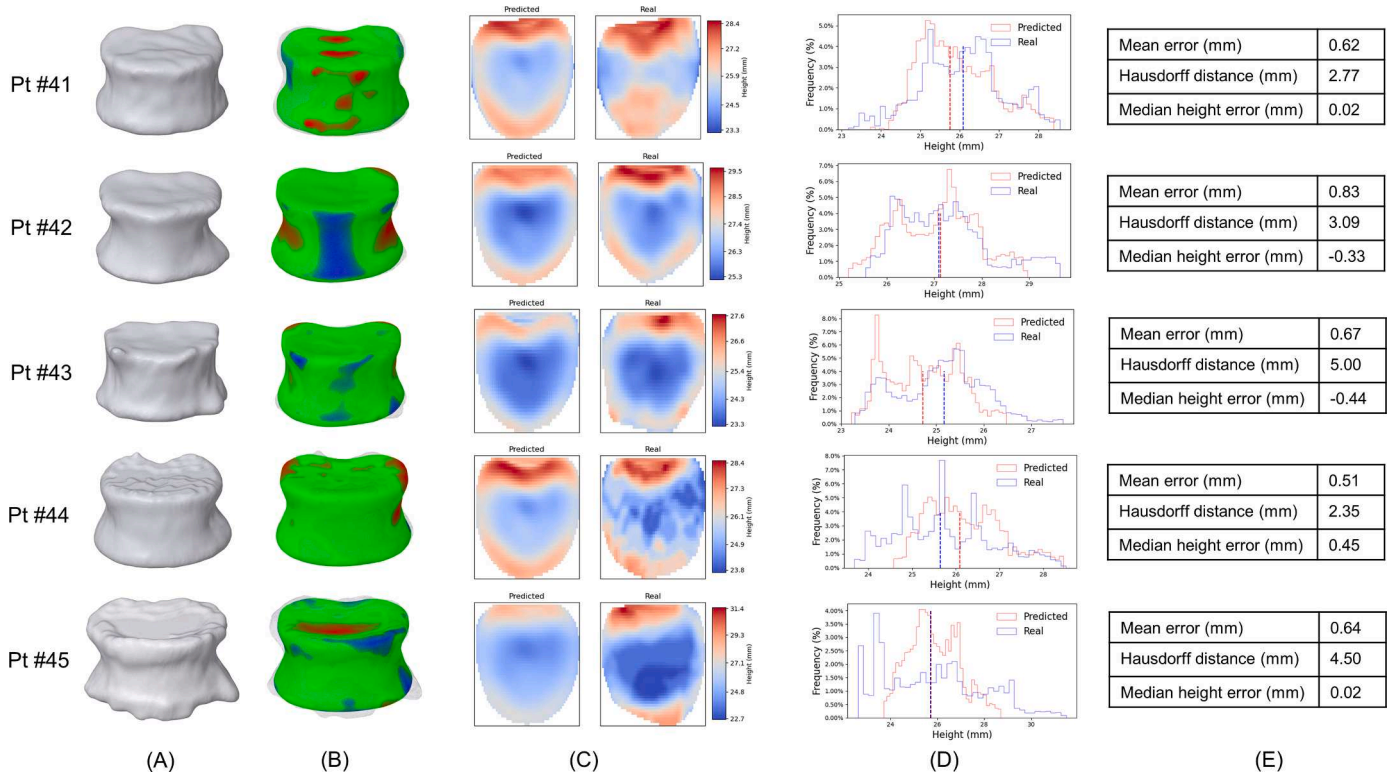 Pt #41
Predicted
Real
28.4
27.2
25.9
24.5
23.3
Height (mm)
5.0%
4.0%
3.0%
2.0%
1.0%
0.0%
Frequency (%)
Predicted
Real
23 24 25 26 27 28
Height (mm)
Mean error (mm) 0.62
Hausdorff distance (mm) 2.77
Median height error (mm) 0.02
Pt #42
Predicted
Real
29.5
28.4
27.4
26.3
25.3
Height (mm)
7.0%
6.0%
5.0%
4.0%
3.0%
2.0%
1.0%
0.0%
Frequency (%)
Predicted
Real
25 26 27 28 29
Height (mm)
Mean error (mm) 0.83
Hausdorff distance (mm) 3.09
Median height error (mm) -0.33
Pt #43
Predicted
Real
27.6
26.5
25.4
24.3
23.3
Height (mm)
8.0%
7.0%
6.0%
5.0%
4.0%
3.0%
2.0%
1.0%
0.0%
Frequency (%)
Predicted
Real
23 24 25 26 27
Height (mm)
Mean error (mm) 0.67
Hausdorff distance (mm) 5.00
Median height error (mm) -0.44
Pt #44
Predicted
Real
28.4
27.2
26.1
24.9
23.8
Height (mm)
8.0%
7.0%
6.0%
5.0%
4.0%
3.0%
2.0%
1.0%
0.0%
Frequency (%)
Predicted
Real
24 25 26 27 28
Height (mm)
Mean error (mm) 0.51
Hausdorff distance (mm) 2.35
Median height error (mm) 0.45
Pt #45
Predicted
Real
31.4
29.3
27.1
24.8
22.7
Height (mm)
4.00%
3.50%
3.00%
2.50%
2.00%
1.50%
1.00%
0.50%
0.00%
Frequency (%)
Predicted
Real
24 26 28 30
Height (mm)
Mean error (mm) 0.64
Hausdorff distance (mm) 4.50
Median height error (mm) 0.02
(A) (B) (C) (D) (E)